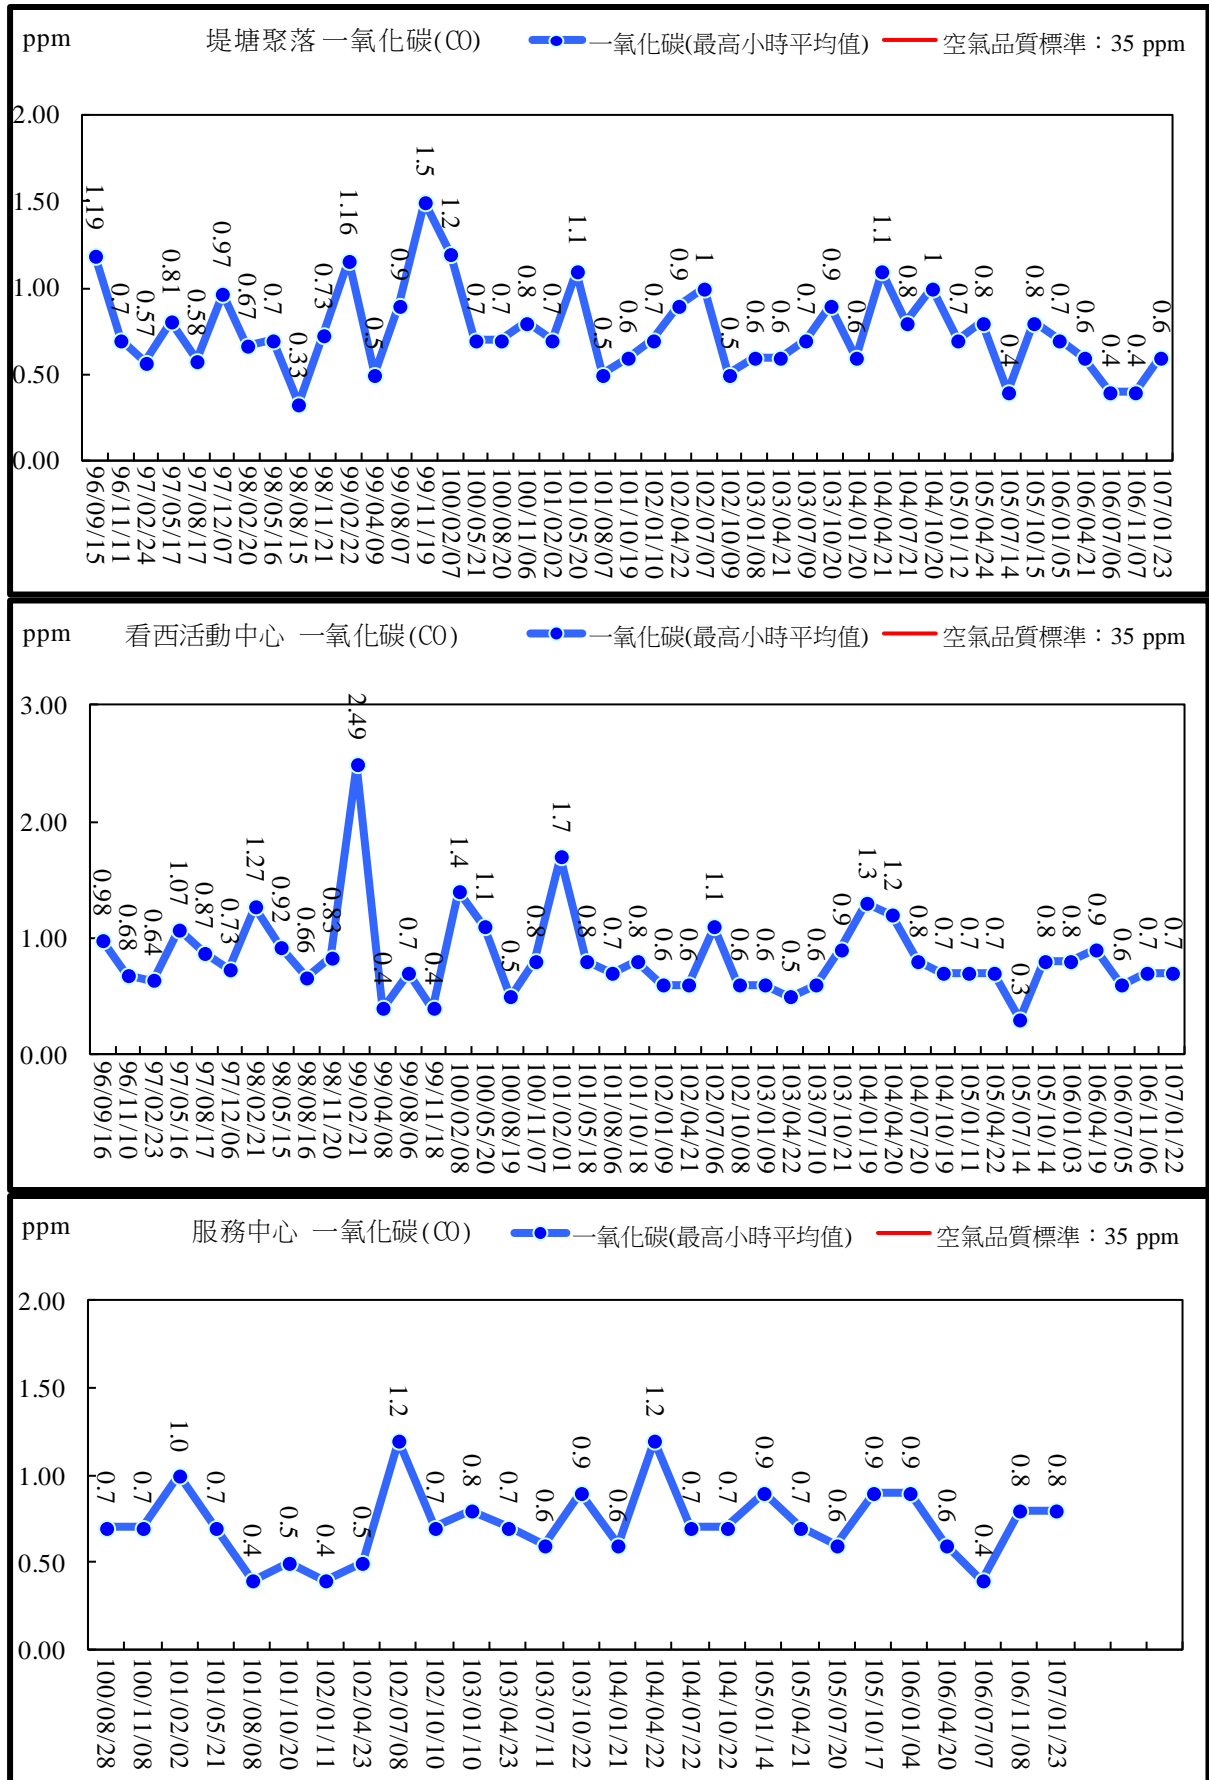 ppm 堤塘聚落 一氧化碳(CO) 一氧化碳(最高小時平均值) 空氣品質標準：35 ppm
2.00
1.50
1.00
0.50
0.00
1.19 0.7 0.57 0.81 0.58 0.97 0.67 0.7 0.33 0.73 1.16 0.5 0.9 1.5 1.2 0.7 0.7 0.8 0.7 1.1 0.5 0.6 0.7 0.9 1 0.5 0.6 0.6 0.7 0.9 0.6 1.1 0.8 1 0.7 0.8 0.4 0.8 0.7 0.6 0.4 0.4 0.6
96/09/15 96/11/11 97/02/24 97/05/17 97/08/17 97/12/07 98/02/20 98/05/16 98/08/15 98/11/21 99/02/22 99/04/09 99/08/07 99/11/19 100/02/07 100/05/21 100/08/20 100/11/06 101/02/02 101/05/20 101/08/07 101/10/19 102/01/10 102/04/22 102/07/07 102/10/09 103/01/08 103/04/21 103/07/09 103/10/20 104/01/20 104/04/21 104/07/21 104/10/20 105/01/12 105/04/24 105/07/14 105/10/15 106/01/05 106/04/21 106/07/06 106/11/07 107/01/23
ppm 看西活動中心 一氧化碳(CO) 一氧化碳(最高小時平均值) 空氣品質標準：35 ppm
3.00
2.00
1.00
0.00
0.98 0.68 0.64 1.07 0.87 0.73 1.27 0.92 0.66 0.83 2.49 0.4 0.7 0.4 1.4 1.1 0.5 0.8 1.7 0.8 0.7 0.8 0.6 0.6 1.1 0.6 0.6 0.5 0.6 0.9 1.3 1.2 0.8 0.7 0.7 0.7 0.3 0.8 0.8 0.9 0.6 0.7 0.7
96/09/16 96/11/10 97/02/23 97/05/16 97/08/17 97/12/06 98/02/21 98/05/15 98/08/16 98/11/20 99/02/21 99/04/08 99/08/06 99/11/18 100/02/08 100/05/20 100/08/19 100/11/07 101/02/01 101/05/18 101/08/06 101/10/18 102/01/09 102/04/21 102/07/06 102/10/08 103/01/09 103/04/22 103/07/10 103/10/21 104/01/19 104/04/20 104/07/20 104/10/19 105/01/11 105/04/22 105/07/14 105/10/14 106/01/03 106/04/19 106/07/05 106/11/06 107/01/22
ppm 服務中心 一氧化碳(CO) 一氧化碳(最高小時平均值) 空氣品質標準：35 ppm
2.00
1.50
1.00
0.50
0.00
0.7 0.7 1.0 0.7 0.4 0.5 0.4 0.5 1.2 0.7 0.8 0.7 0.6 0.9 0.6 1.2 0.7 0.7 0.9 0.7 0.6 0.9 0.9 0.6 0.4 0.8 0.8
100/08/28 100/11/08 101/02/02 101/05/21 101/08/08 101/10/20 102/01/11 102/04/23 102/07/08 102/10/10 103/01/10 103/04/23 103/07/11 103/10/22 104/01/21 104/04/22 104/07/22 104/10/22 105/01/14 105/04/21 105/07/20 105/10/17 106/01/04 106/04/20 106/07/07 106/11/08 107/01/23